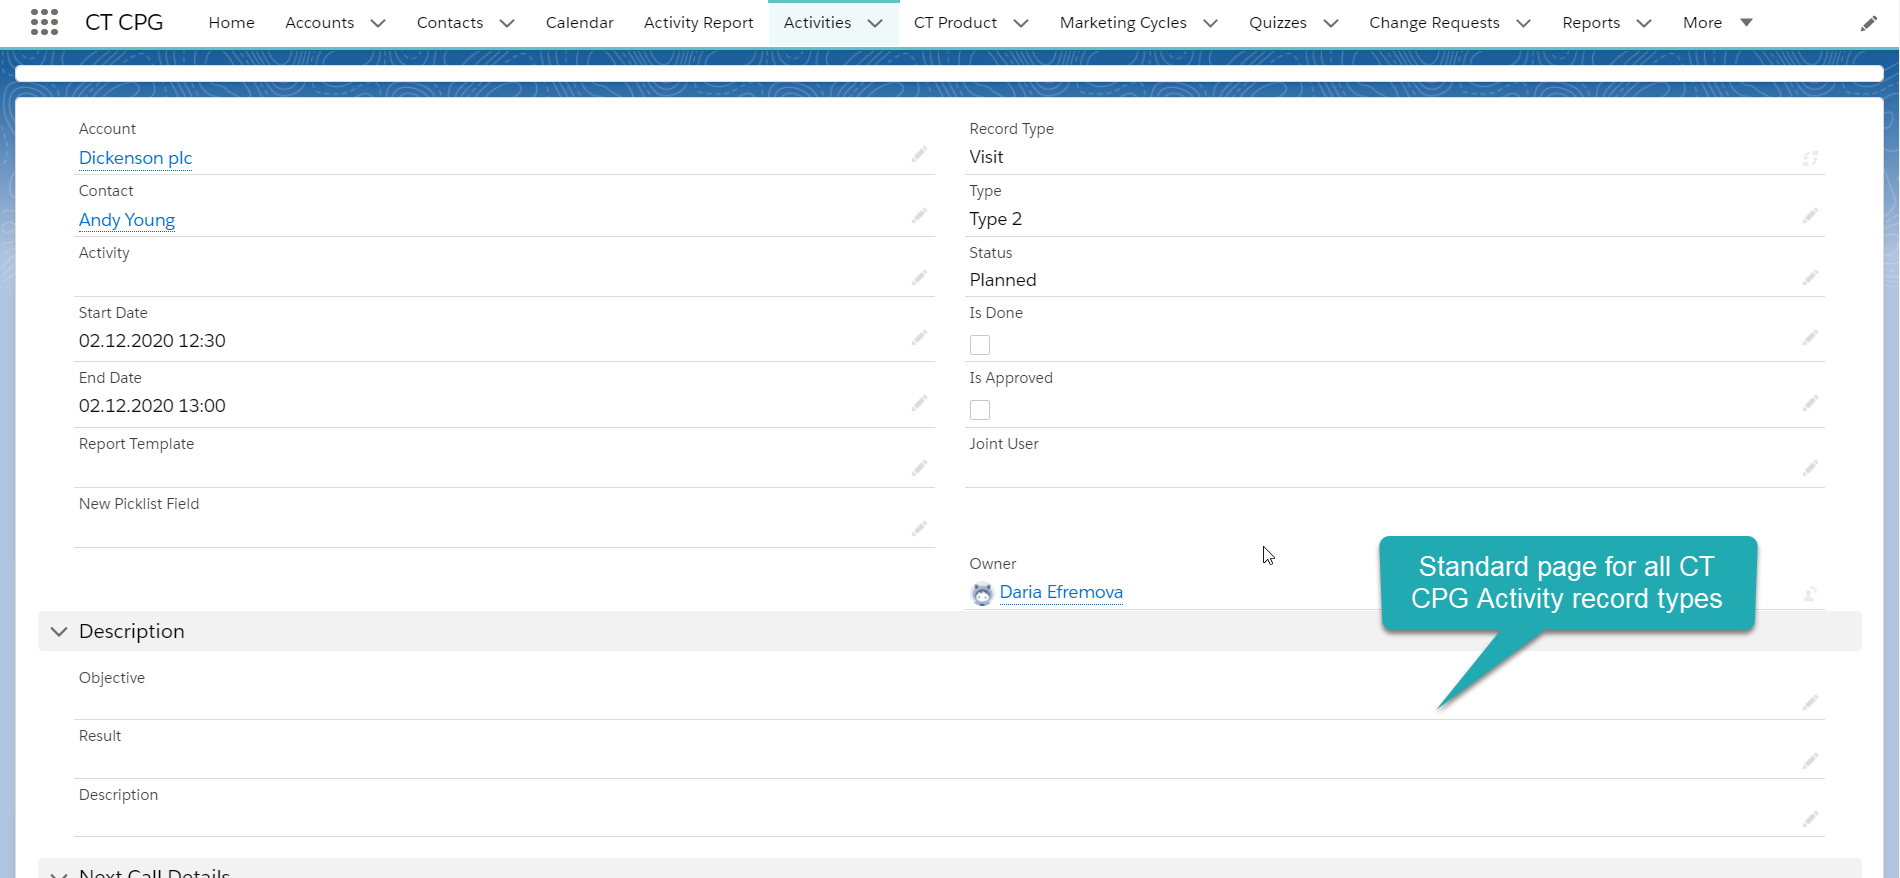 CT CPG Home Accounts Contacts Calendar Activity Report Activities CT Product Marketing Cycles Quizzes Change Requests Reports More
Account
Dickenson plc
Record Type
Visit
Contact
Andy Young
Type
Type 2
Activity
Status
Planned
Start Date
02.12.2020 12:30
Is Done
End Date
02.12.2020 13:00
Is Approved
Report Template
Joint User
New Picklist Field
Owner
Daria Efremova
Standard page for all CT
CPG Activity record types
Description
Objective
Result
Description
Next Call Details